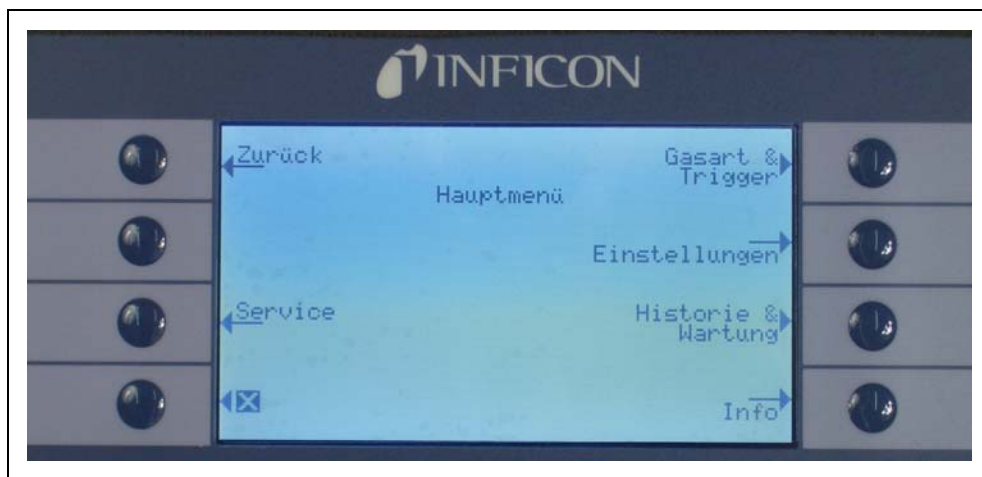 INFICON
Zurück
Gasart &
Trigger
Hauptmenü
Einstellungen
Service
Historie &
Wartung
Info